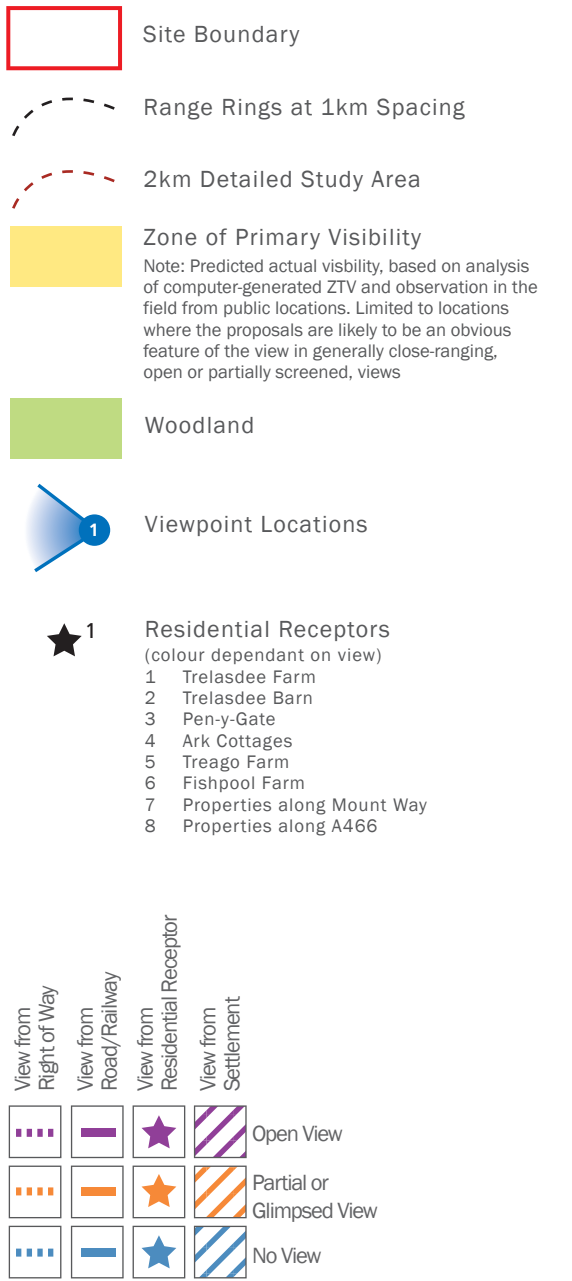 Site Boundary
Range Rings at 1km Spacing
2km Detailed Study Area
Zone of Primary Visibility
Note: Predicted actual visbility, based on analysis
of computer-generated ZTV and observation in the
field from public locations. Limited to locations
where the proposals are likely to be an obvious
feature of the view in generally close-ranging,
open or partially screened, views
Woodland
1
Viewpoint Locations
1
Residential Receptors
(colour dependant on view)
1 Trelasdee Farm
2 Trelasdee Barn
3 Pen-y-Gate
4 Ark Cottages
5 Treago Farm
6 Fishpool Farm
7 Properties along Mount Way
8 Properties along A466
View from
Right of Way
View from
Road/Railway
View from
Residential Receptor
View from
Settlement
Open View
Partial or
Glimpsed View
No View